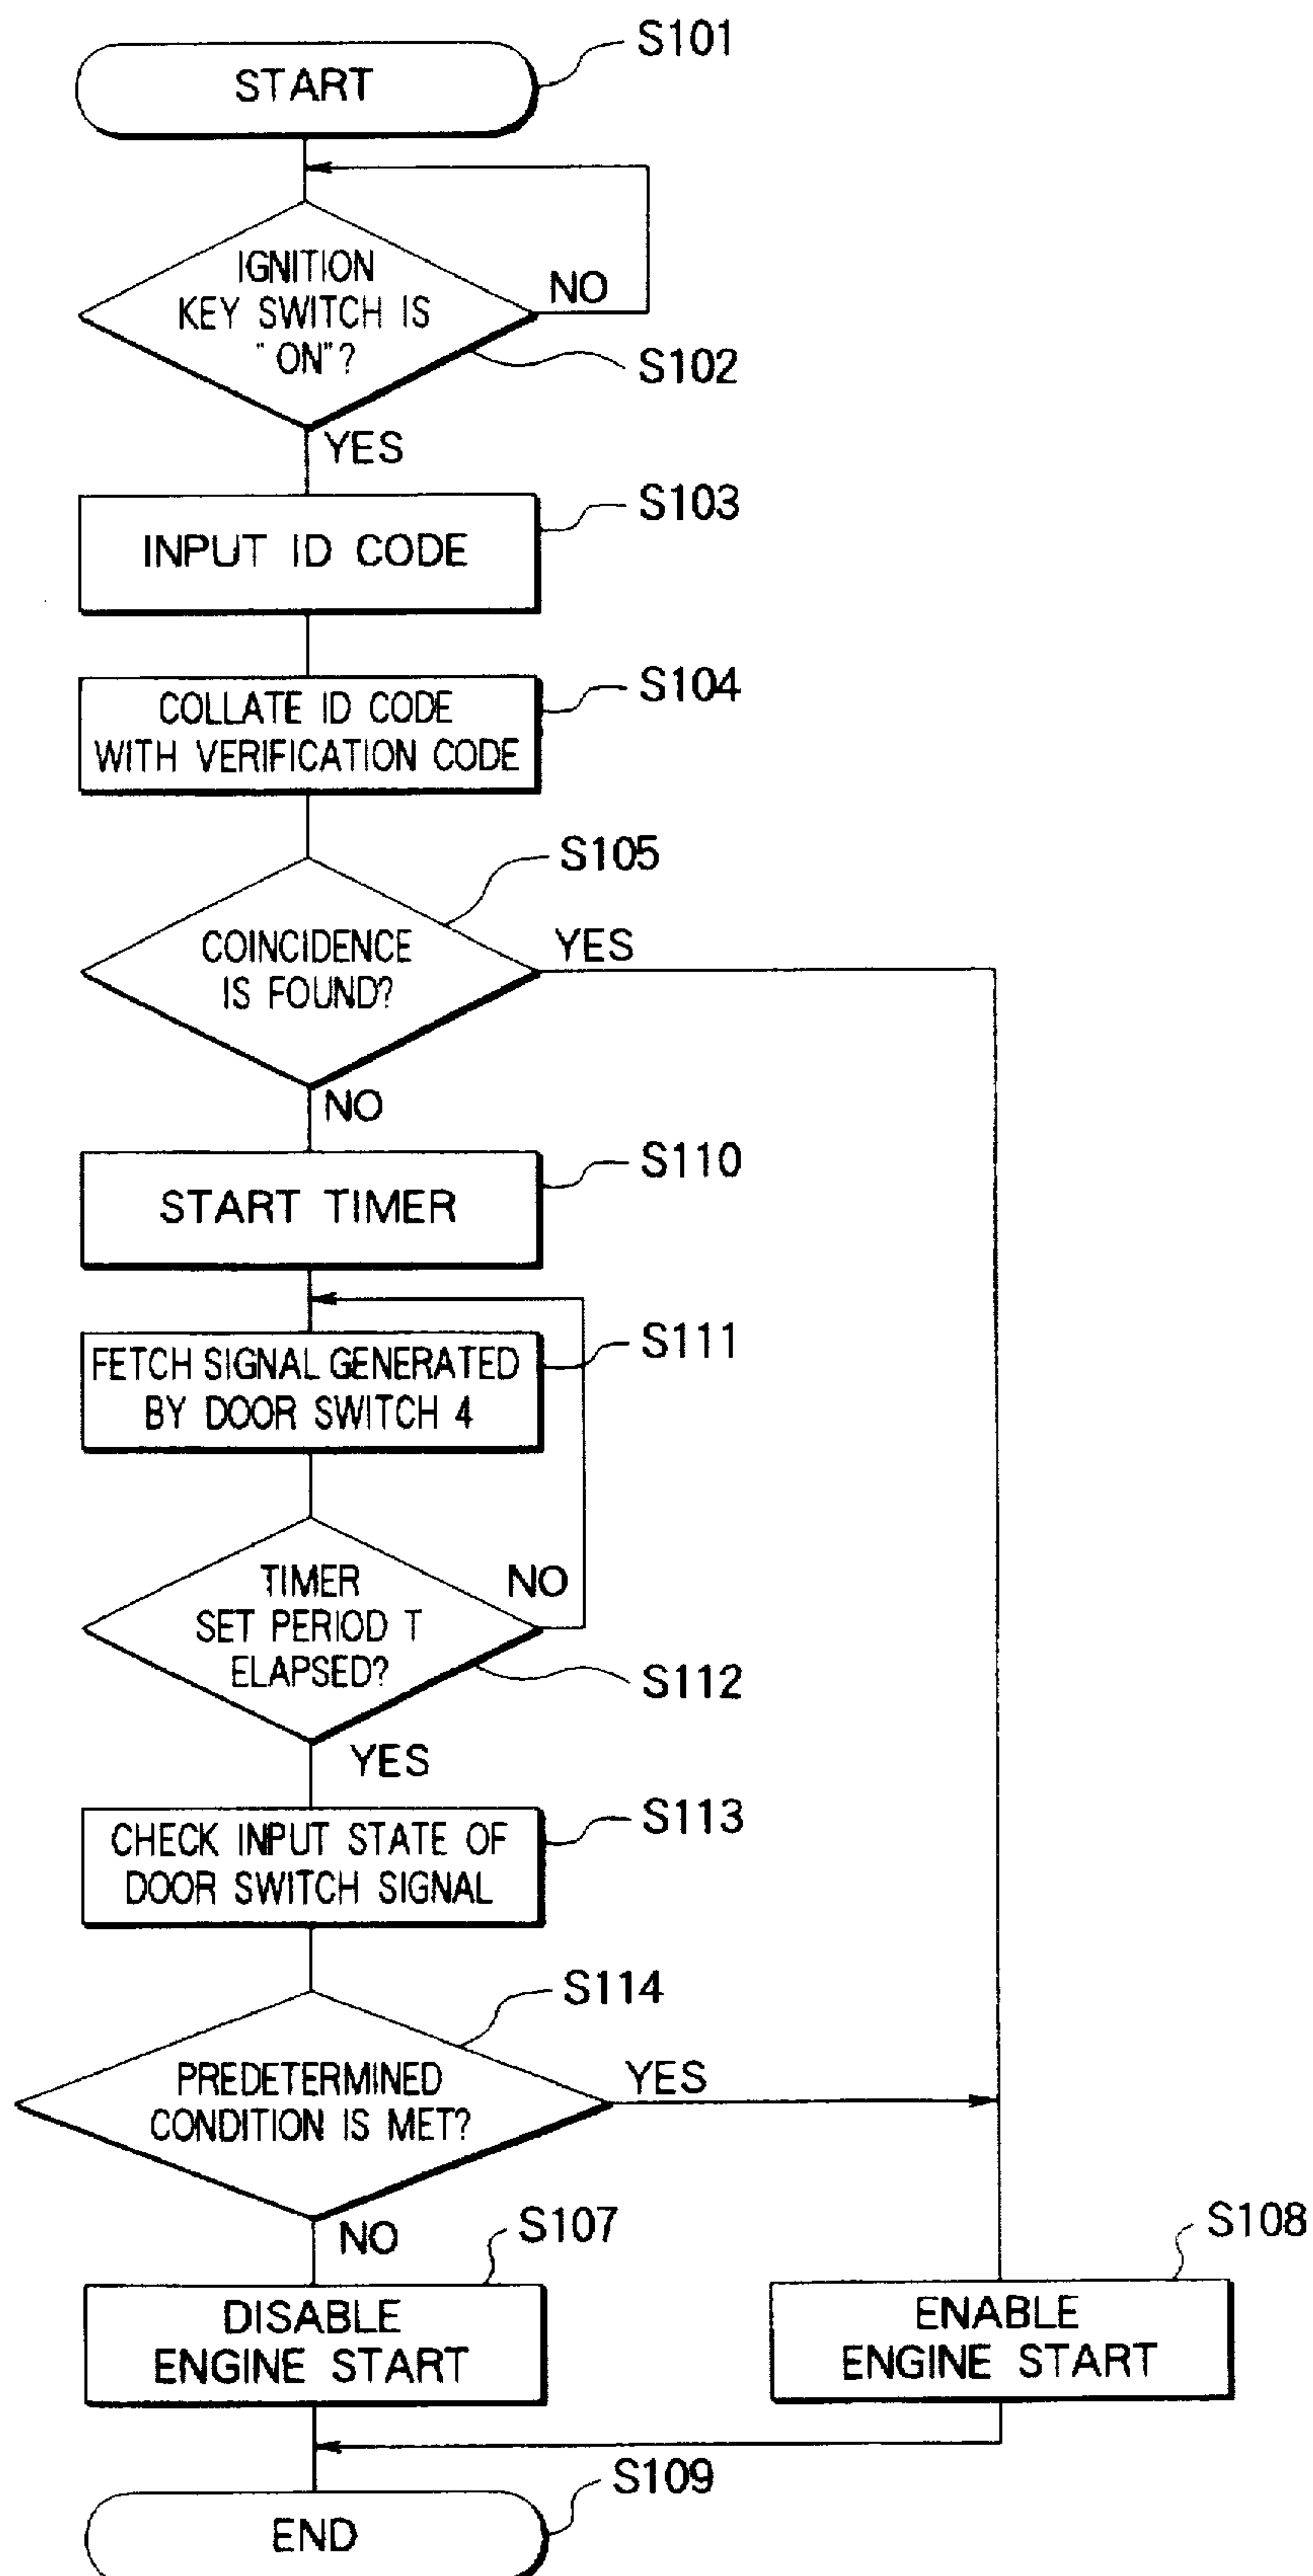 S101
START
IGNITION
KEY SWITCH IS
"ON"?
NO
S102
YES
S103
INPUT ID CODE
S104
COLLATE ID CODE
WITH VERIFICATION CODE
S105
COINCIDENCE
IS FOUND?
YES
NO
S110
START TIMER
S111
FETCH SIGNAL GENERATED
BY DOOR SWITCH 4
TIMER
SET PERIOD T
ELAPSED?
NO
S112
YES
S113
CHECK INPUT STATE OF
DOOR SWITCH SIGNAL
S114
PREDETERMINED
CONDITION IS MET?
YES
NO
S107
DISABLE
ENGINE START
S108
ENABLE
ENGINE START
S109
END